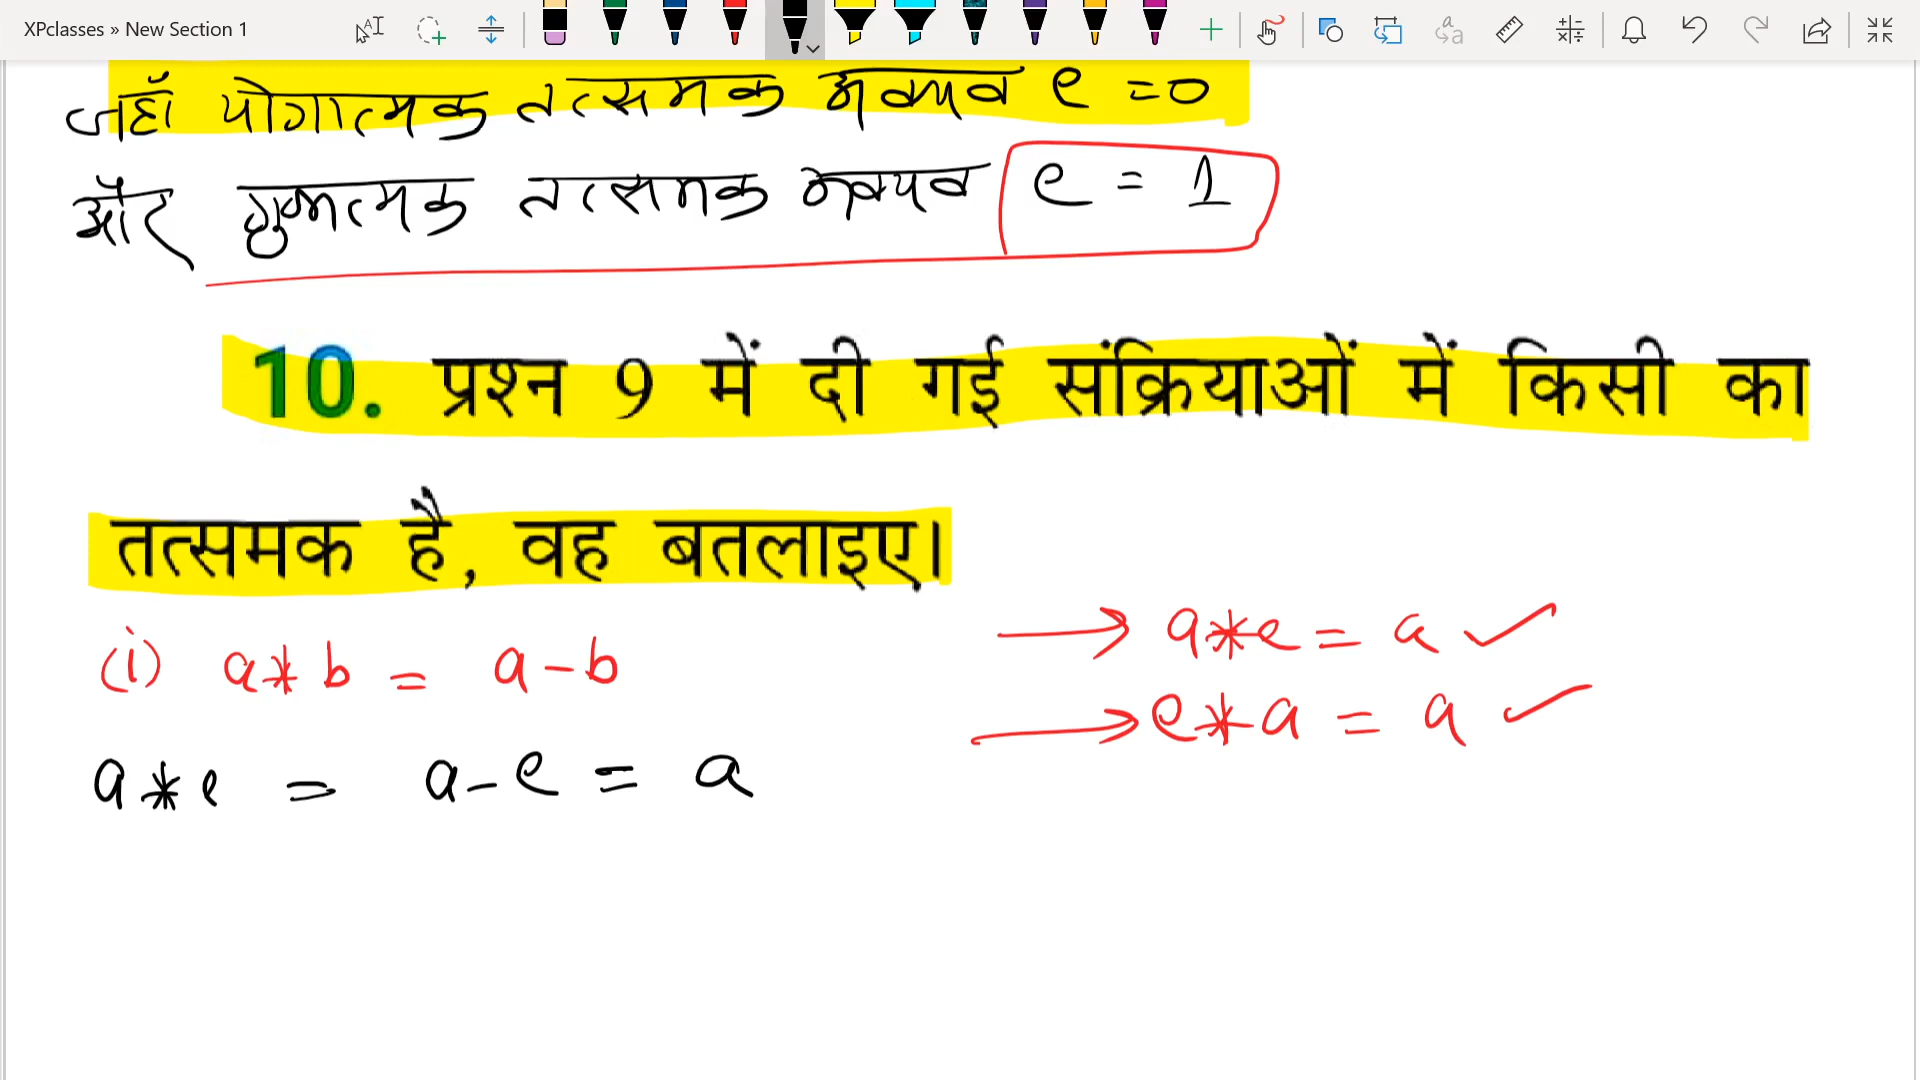 XPclasses » New Section 1
जहाँ योगात्मक तत्समक अवयव e = 0
और गुणात्मक तत्समक अवयव e = 1
10. प्रश्न 9 में दी गई संक्रियाओं में किसी का
तत्समक है, वह बतलाइए।
→ a*e = a ✓
(i) a*b = a-b
→ e*a = a ✓
a*e = a-e = a